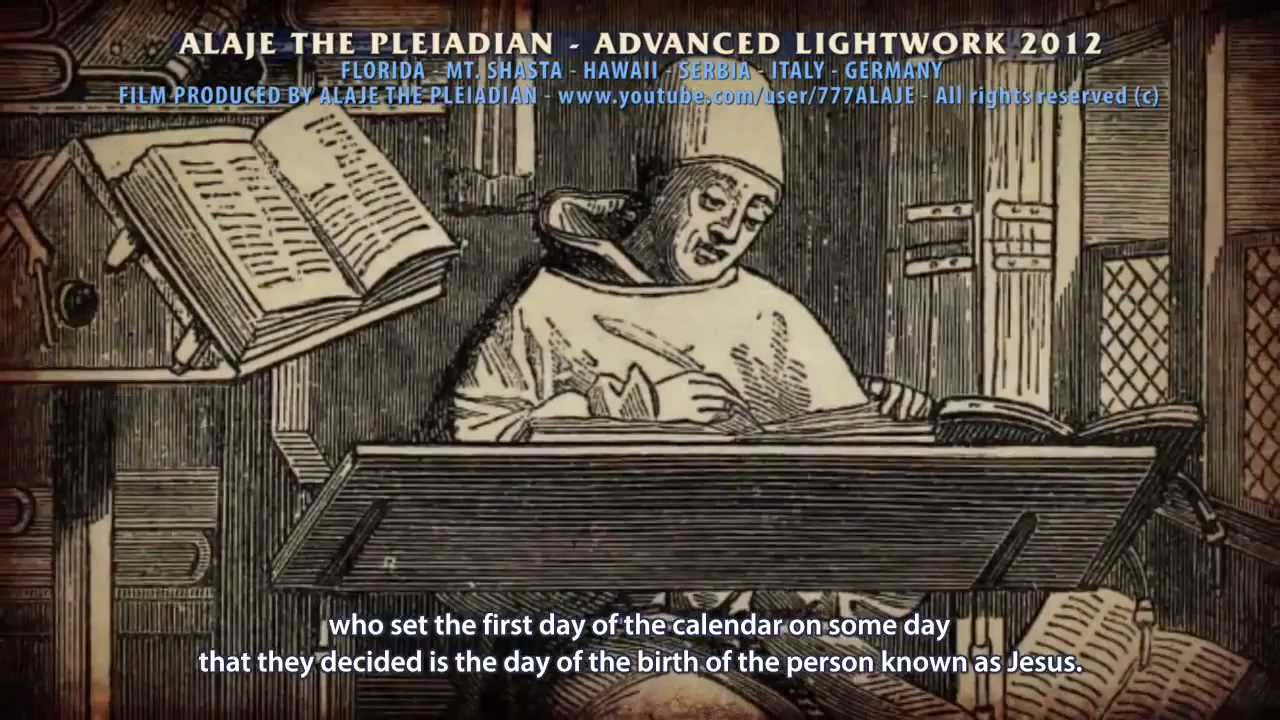 ALAJE THE PLEIADIAN - ADVANCED LIGHTWORK 2012
FLORIDA - MT. SHASTA - HAWAII - SERBIA - ITALY - GERMANY
FILM PRODUCED BY ALAJE THE PLEIADIAN - www.youtube.com/user/777ALAJE - All rights reserved (c)
who set the first day of the calendar on some day
that they decided is the day of the birth of the person known as Jesus.